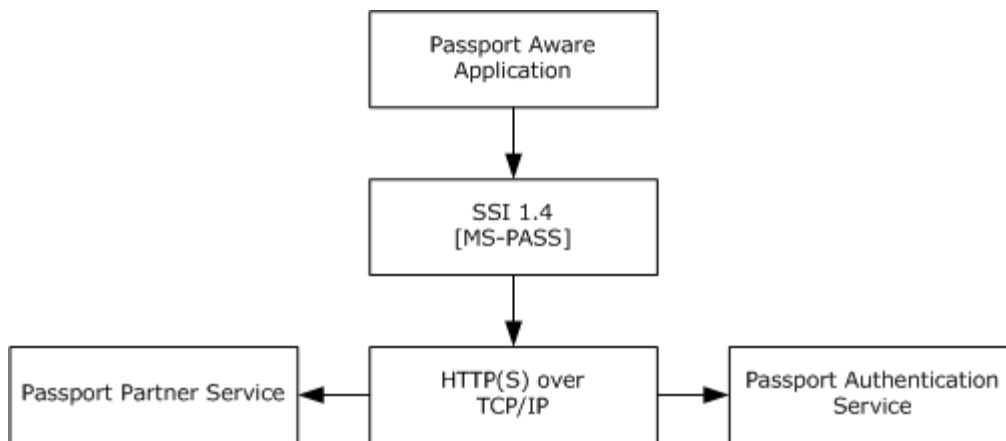 Passport Aware
Application
SSI 1.4
[MS-PASS]
Passport Partner Service
HTTP(S) over
TCP/IP
Passport Authentication
Service